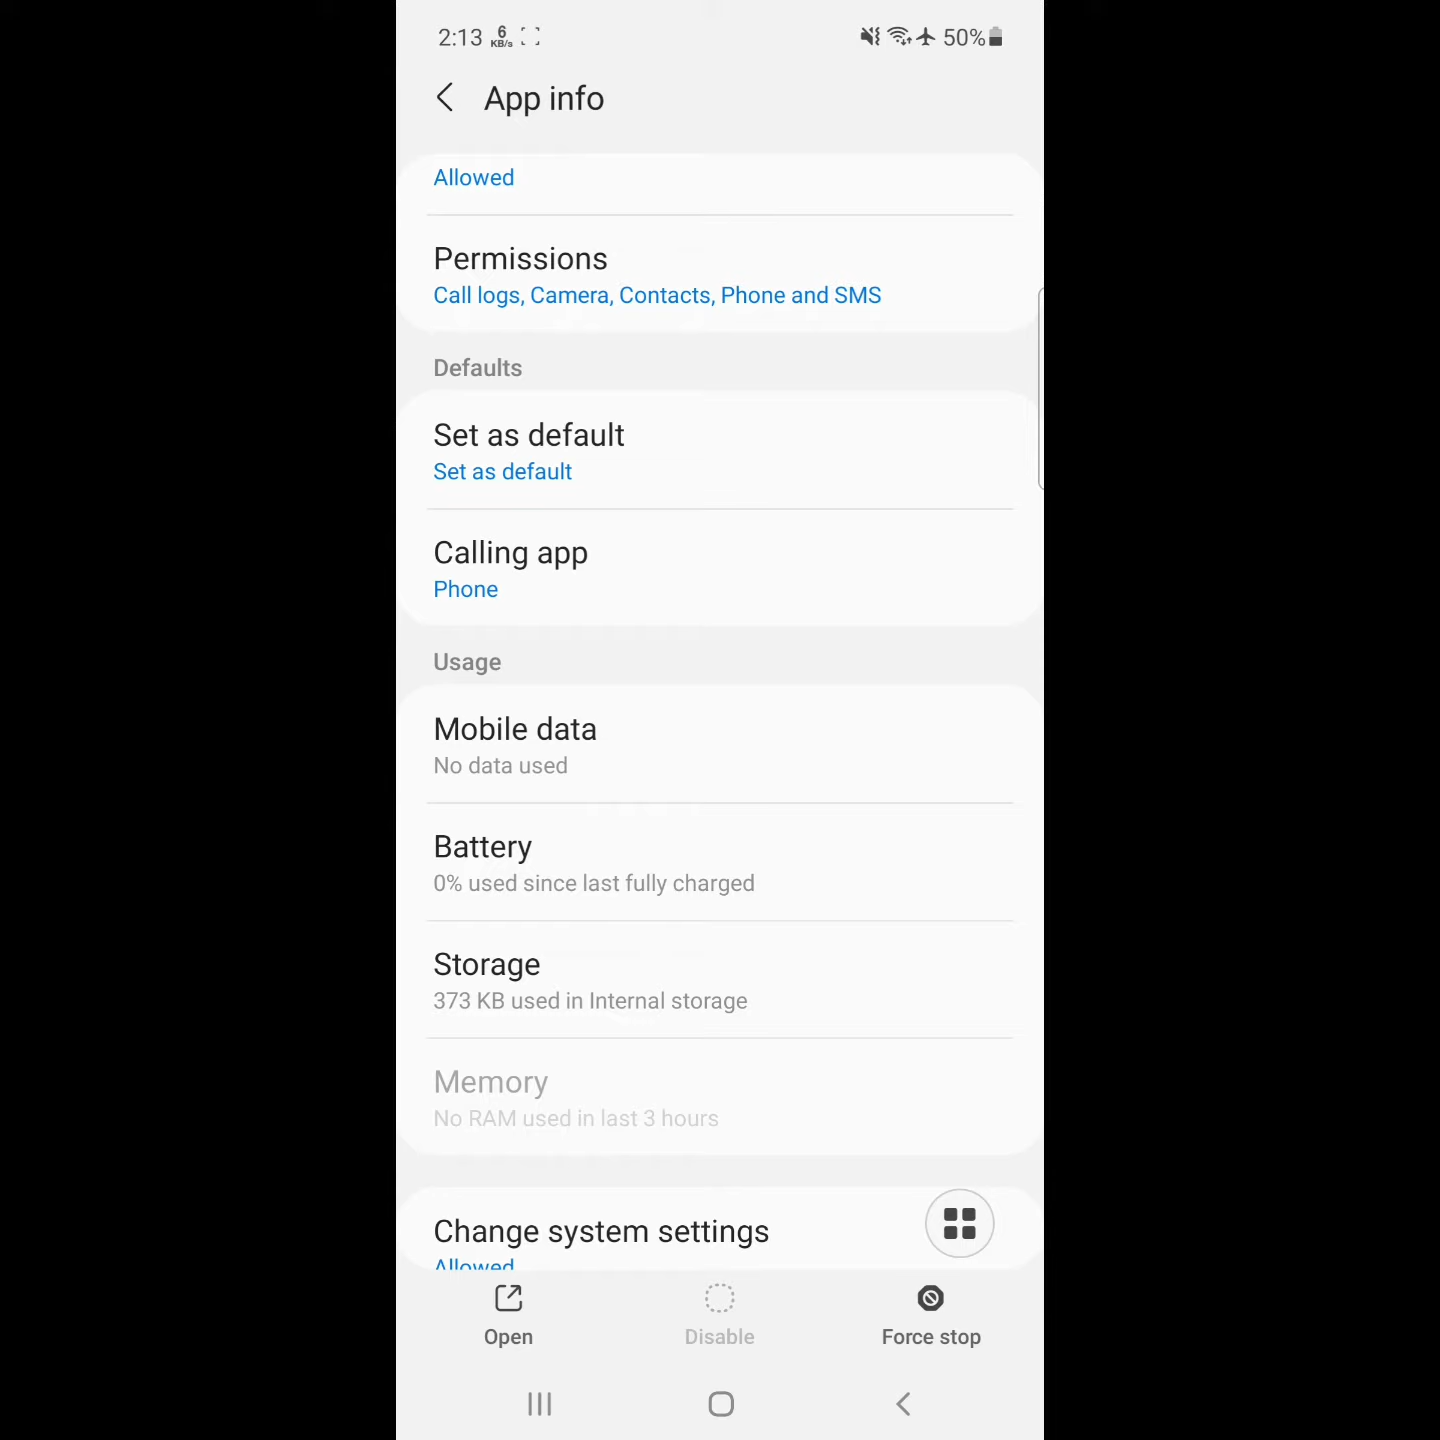 2:13 6 KB/s 50%
App info
Allowed
Permissions
Call logs, Camera, Contacts, Phone and SMS
Defaults
Set as default
Set as default
Calling app
Phone
Usage
Mobile data
No data used
Battery
0% used since last fully charged
Storage
373 KB used in Internal storage
Memory
No RAM used in last 3 hours
Change system settings
Allowed
Open Disable Force stop